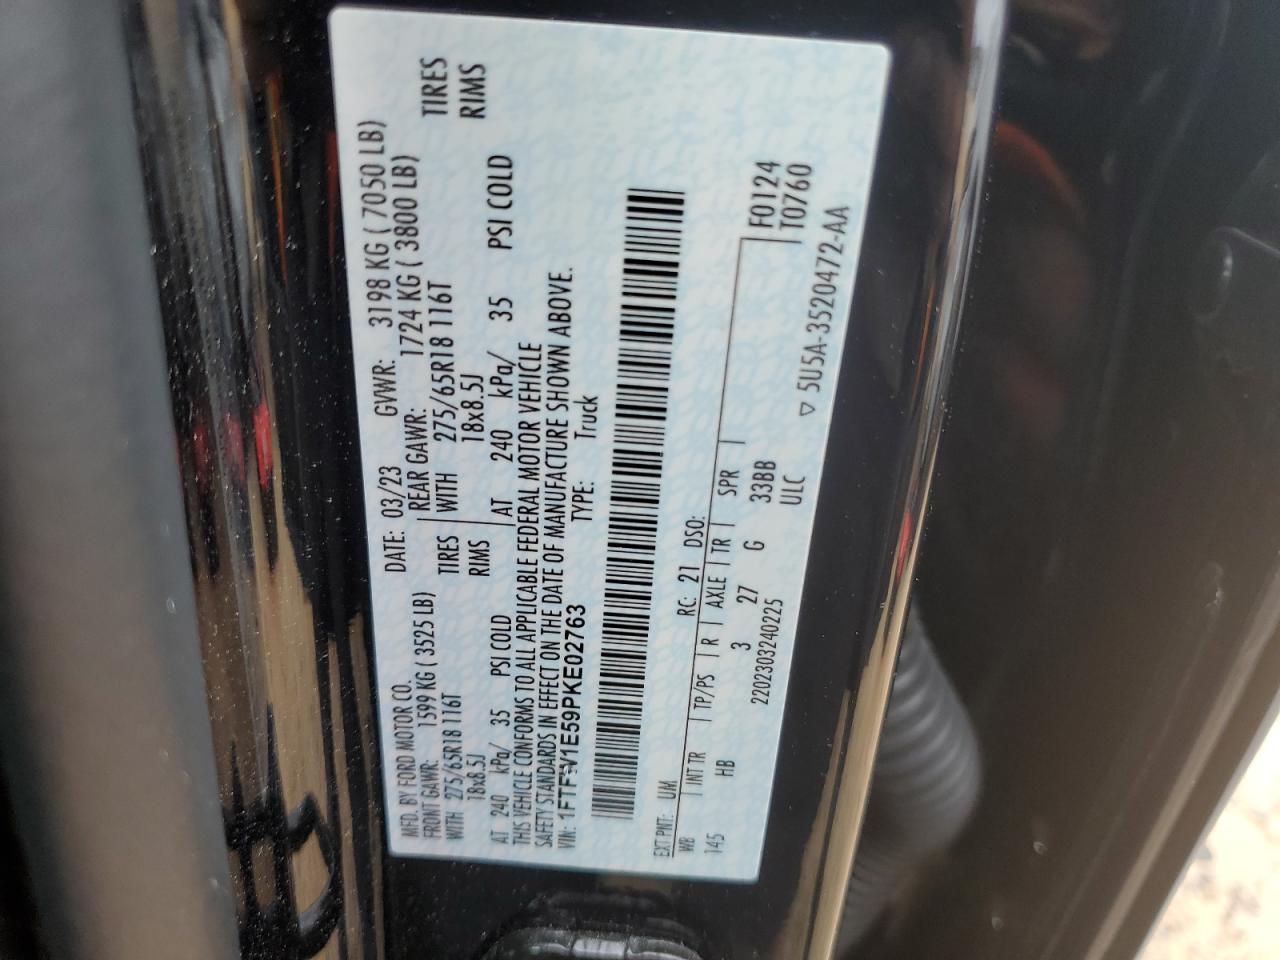 MFD. BY FORD MOTOR CO.
DATE: 03/23 GVWR: 3198 KG ( 7050 LB)
FRONT GAWR: 1599 KG ( 3525 LB) REAR GAWR: 1724 KG ( 3800 LB)
WITH 275/65R18 116T TIRES WITH 275/65R18 116T TIRES
18x8.5J RIMS 18x8.5J RIMS
AT 240 kPa/ 35 PSI COLD AT 240 kPa/ 35 PSI COLD
THIS VEHICLE CONFORMS TO ALL APPLICABLE FEDERAL MOTOR VEHICLE
SAFETY STANDARDS IN EFFECT ON THE DATE OF MANUFACTURE SHOWN ABOVE.
VIN: 1FTFW1E59PKE02763 TYPE: Truck
EXT PNT: UM RC: 21 DSO:
WB INT TR TP/PS R AXLE TR SPR
145 HB 3 27 G 33BB
F0124
2202303240225 ULC T0760
▽ 5U5A-3520472-AA